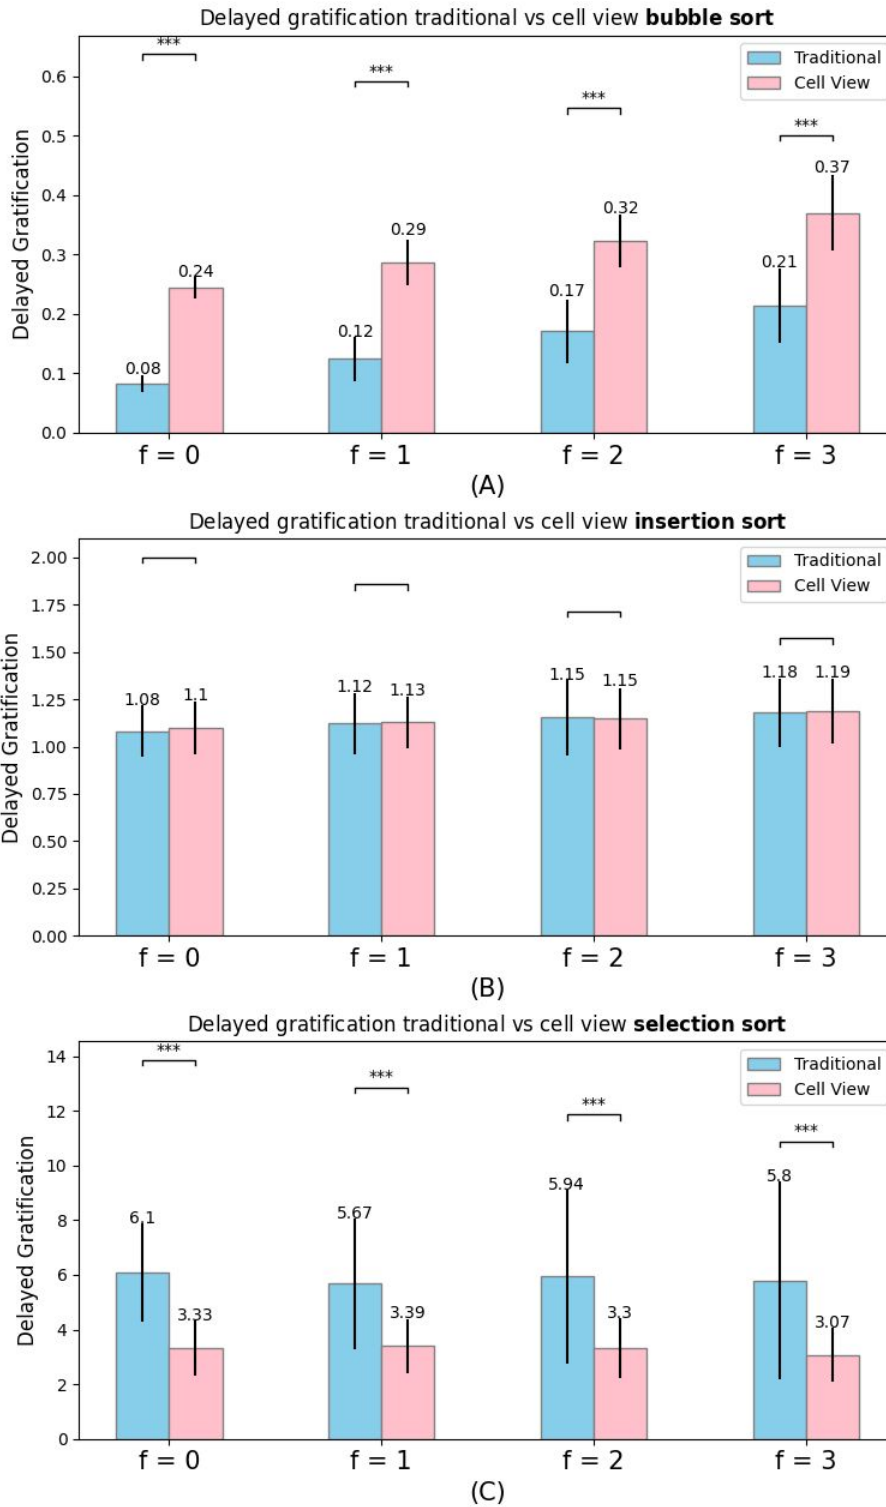 Delayed gratification traditional vs cell view bubble sort
Delayed Gratification
0.6
0.5
0.4
0.3
0.2
0.1
0.0
*** *** *** ***
Traditional
Cell View
0.08 0.24 0.12 0.29 0.17 0.32 0.21 0.37
f = 0 f = 1 f = 2 f = 3
(A)
Delayed gratification traditional vs cell view insertion sort
Delayed Gratification
2.00
1.75
1.50
1.25
1.00
0.75
0.50
0.25
0.00
Traditional
Cell View
1.08 1.1 1.12 1.13 1.15 1.15 1.18 1.19
f = 0 f = 1 f = 2 f = 3
(B)
Delayed gratification traditional vs cell view selection sort
Delayed Gratification
14
12
10
8
6
4
2
0
*** *** *** ***
Traditional
Cell View
6.1 3.33 5.67 3.39 5.94 3.3 5.8 3.07
f = 0 f = 1 f = 2 f = 3
(C)